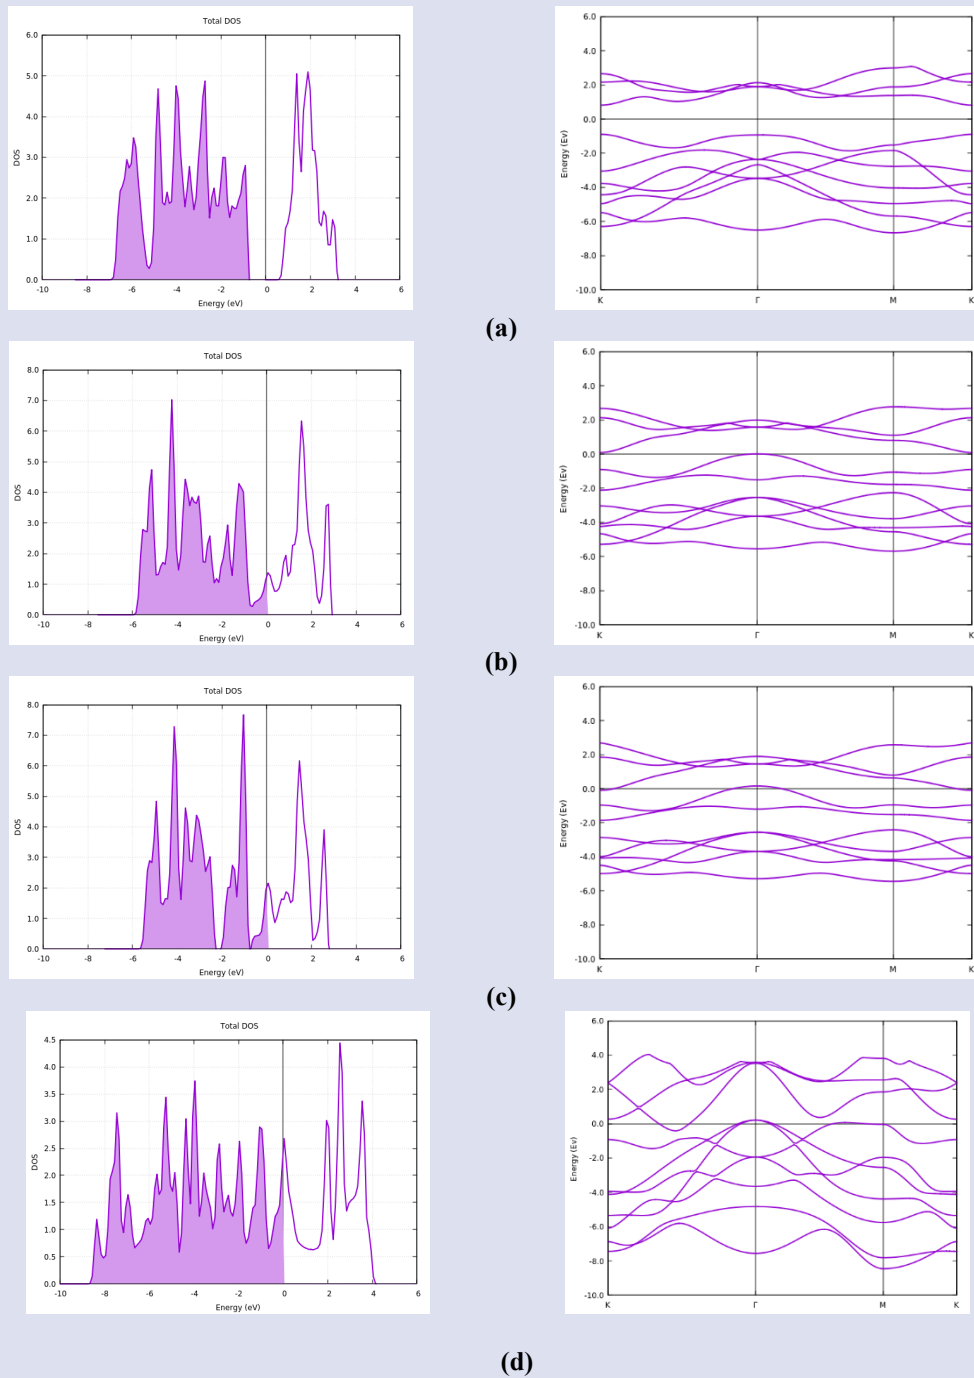 Total DOS
6.0
5.0
4.0
3.0
2.0
1.0
0.0
DOS
-10 -8 -6 -4 -2 0 2 4 6
Energy (eV)
6.0
4.0
2.0
0.0
-2.0
-4.0
-6.0
-8.0
-10.0
Energy (Ev)
K Γ M K
(a)
Total DOS
8.0
7.0
6.0
5.0
4.0
3.0
2.0
1.0
0.0
DOS
-10 -8 -6 -4 -2 0 2 4 6
Energy (eV)
6.0
4.0
2.0
0.0
-2.0
-4.0
-6.0
-8.0
-10.0
Energy (Ev)
K Γ M K
(b)
Total DOS
8.0
7.0
6.0
5.0
4.0
3.0
2.0
1.0
0.0
DOS
-10 -8 -6 -4 -2 0 2 4 6
Energy (eV)
6.0
4.0
2.0
0.0
-2.0
-4.0
-6.0
-8.0
-10.0
Energy (Ev)
K Γ M K
(c)
Total DOS
4.5
4.0
3.5
3.0
2.5
2.0
1.5
1.0
0.5
0.0
DOS
-10 -8 -6 -4 -2 0 2 4 6
Energy (eV)
6.0
4.0
2.0
0.0
-2.0
-4.0
-6.0
-8.0
-10.0
Energy (Ev)
K Γ M K
(d)